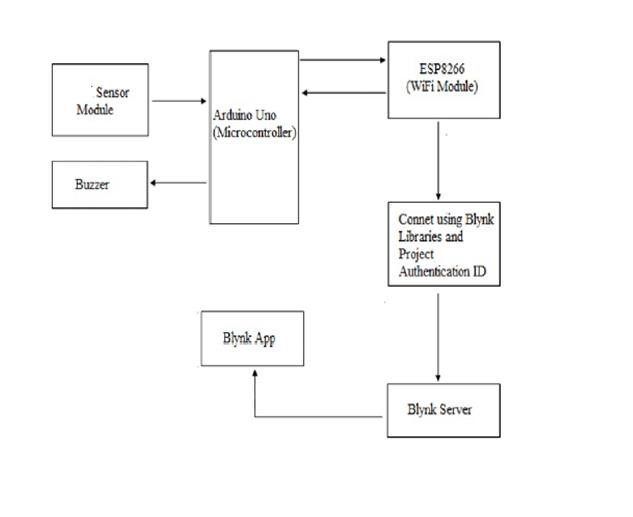 Sensor
Module
Buzzer
Arduino Uno
(Microcontroller)
ESP8266
(WiFi Module)
Connet using Blynk
Libraries and
Project
Authentication ID
Blynk App
Blynk Server